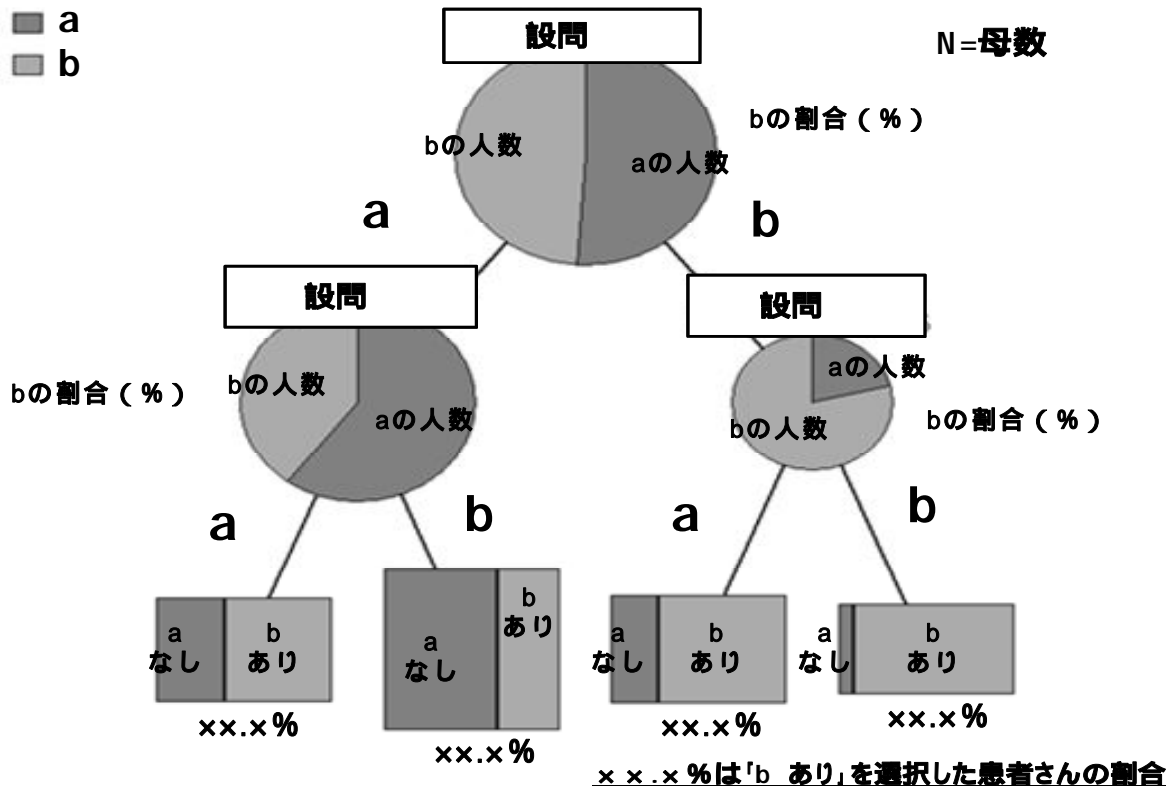 a
b
設問
N=母数
bの人数
aの人数
bの割合(%)
a
b
設問
設問
bの割合(%)
bの人数
aの人数
aの人数
bの人数
bの割合(%)
a
b
a
b
a
なし
b
あり
a
なし
b
あり
a
なし
b
あり
a
なし
b
あり
××.×%
××.×%
××.×%
××.×%
××.×%は「b あり」を選択した患者さんの割合